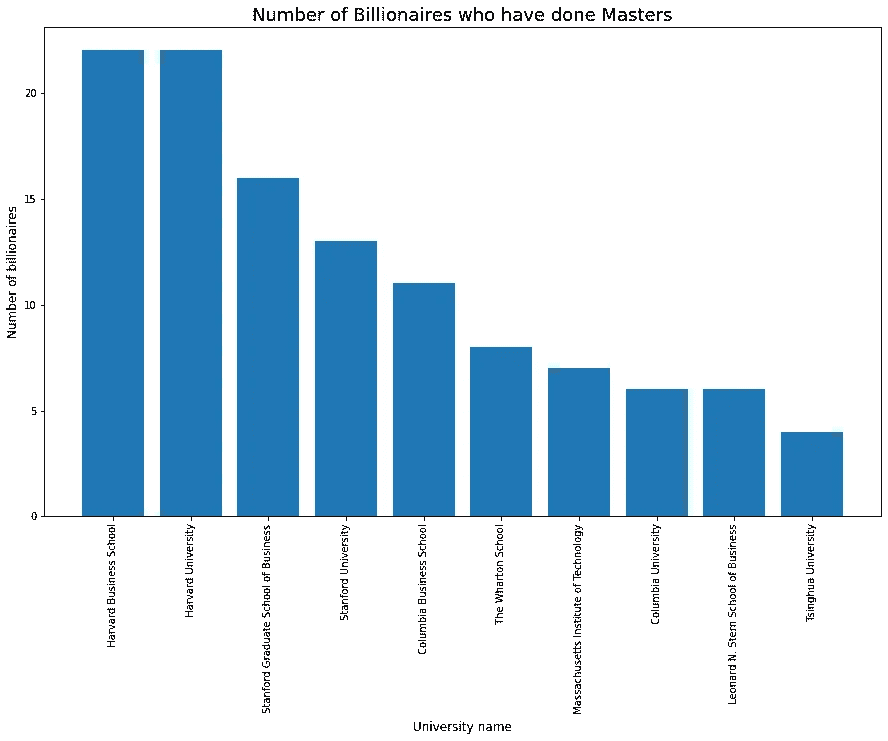 Number of Billionaires who have done Masters
Number of billionaires
20
15
10
5
0
Harvard Business School
Harvard University
Stanford Graduate School of Business
Stanford University
Columbia Business School
The Wharton School
Massachusetts Institute of Technology
Columbia University
Leonard N. Stern School of Business
Tsinghua University
University name